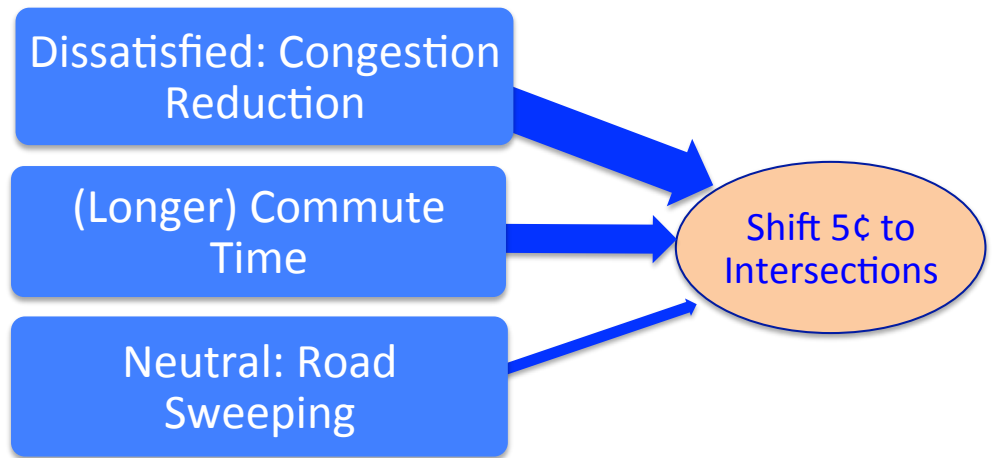 Dissatisfied: Congestion
Reduction
(Longer) Commute
Time
Neutral: Road
Sweeping
Shift 5¢ to
Intersections